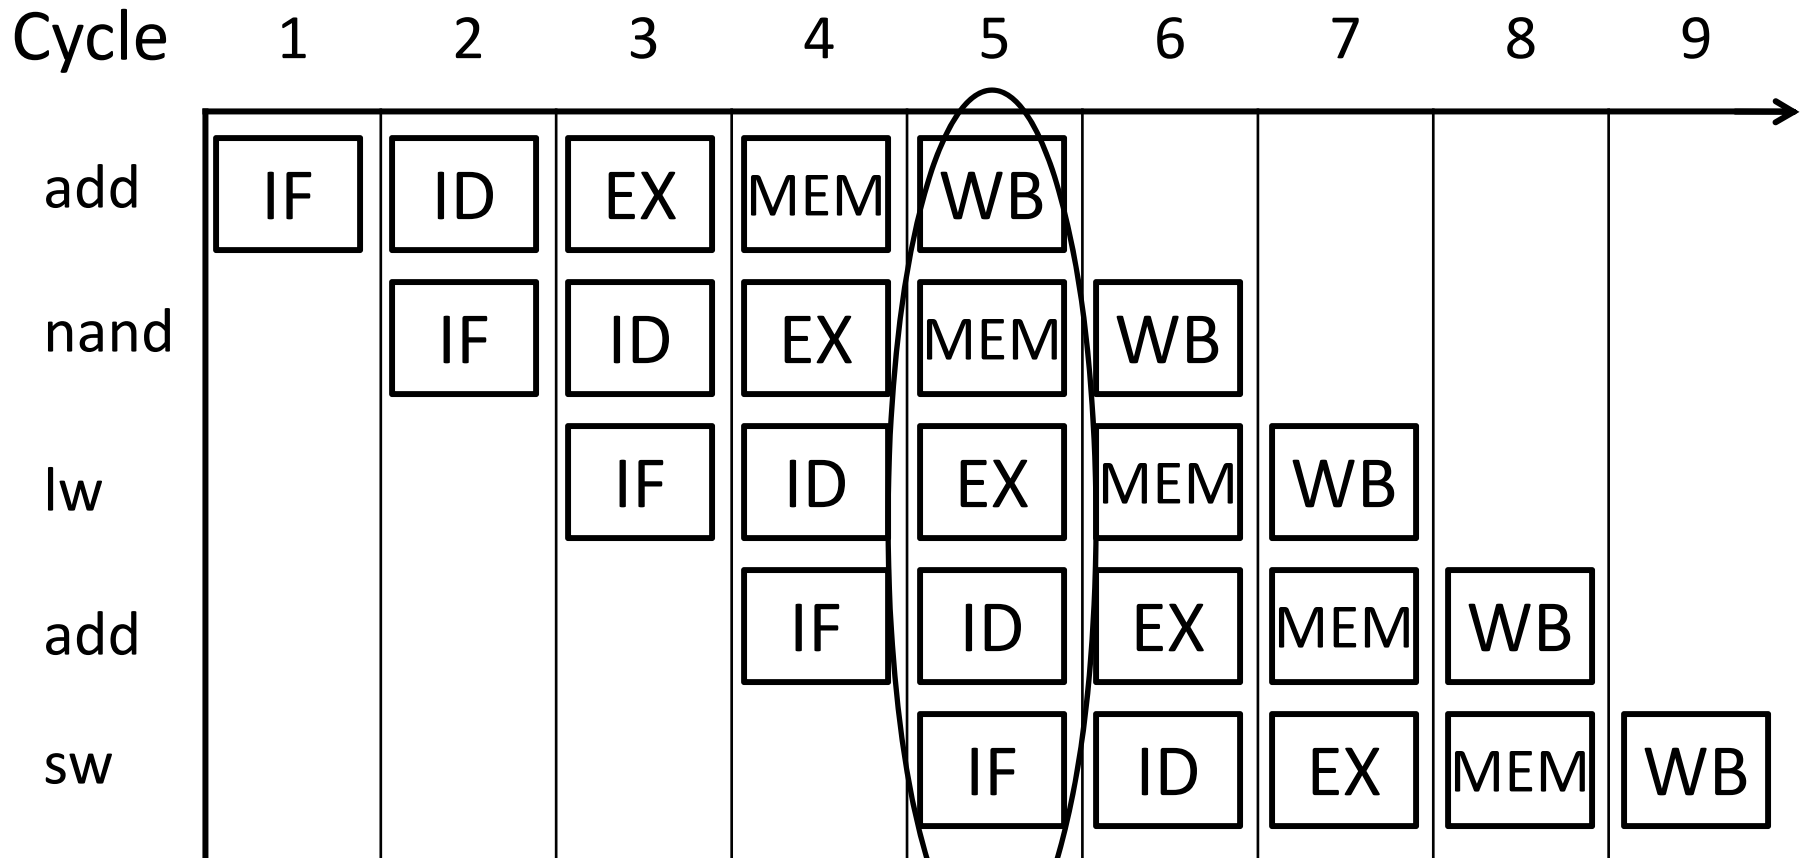 Cycle 1 2 3 4 5 6 7 8 9
add IF ID EX MEM WB
nand IF ID EX MEM WB
lw IF ID EX MEM WB
add IF ID EX MEM WB
sw IF ID EX MEM WB